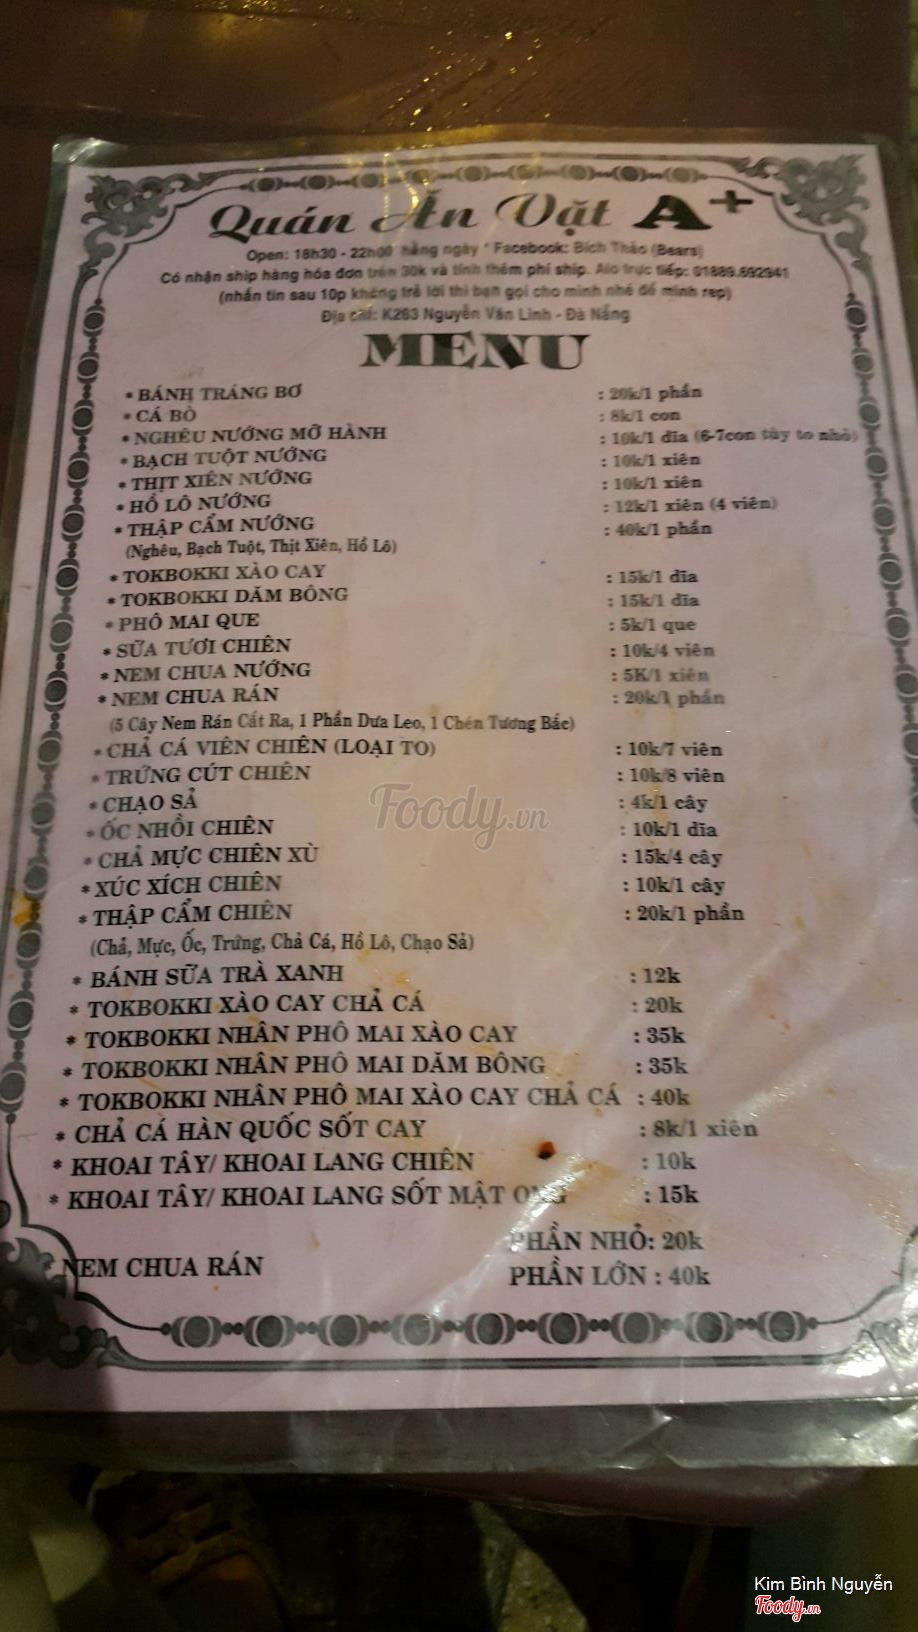 Quán Ăn Vặt A+
Open: 18h30 - 22h00 hằng ngày * Facebook: Bích Thảo (Bears)
Có nhận ship hàng hóa đơn trên 30k và tính thêm phí ship. Alo trực tiếp: 01889.692941
(nhắn tin sau 10p không trả lời thì bạn gọi cho mình nhé để mình rep)
Địa chỉ: K263 Nguyễn Văn Linh - Đà Nẵng
MENU
* BÁNH TRÁNG BƠ : 20k/1 phần
* CÁ BÒ : 8k/1 con
* NGHÊU NƯỚNG MỠ HÀNH : 10k/1 dĩa (6-7con tùy to nhỏ)
* BẠCH TUỘT NƯỚNG : 10k/1 xiên
* THỊT XIÊN NƯỚNG : 10k/1 xiên
* HỒ LÔ NƯỚNG : 12k/1 xiên (4 viên)
* THẬP CẨM NƯỚNG : 40k/1 phần
(Nghêu, Bạch Tuột, Thịt Xiên, Hồ Lô)
* TOKBOKKI XÀO CAY : 15k/1 dĩa
* TOKBOKKI DĂM BÔNG : 15k/1 dĩa
* PHÔ MAI QUE : 5k/1 que
* SỮA TƯƠI CHIÊN : 10k/4 viên
* NEM CHUA NƯỚNG : 5K/1 xiên
* NEM CHUA RÁN : 20k/1 phần
(5 Cây Nem Rán Cắt Ra, 1 Phần Dưa Leo, 1 Chén Tương Bắc)
* CHẢ CÁ VIÊN CHIÊN (LOẠI TO) : 10k/7 viên
* TRỨNG CÚT CHIÊN : 10k/8 viên
* CHẠO SẢ : 4k/1 cây
* ỐC NHỒI CHIÊN : 10k/1 dĩa
* CHẢ MỰC CHIÊN XÙ : 15k/4 cây
* XÚC XÍCH CHIÊN : 10k/1 cây
* THẬP CẨM CHIÊN : 20k/1 phần
(Chả, Mực, Ốc, Trứng, Chả Cá, Hồ Lô, Chạo Sả)
* BÁNH SỮA TRÀ XANH : 12k
* TOKBOKKI XÀO CAY CHẢ CÁ : 20k
* TOKBOKKI NHÂN PHÔ MAI XÀO CAY : 35k
* TOKBOKKI NHÂN PHÔ MAI DĂM BÔNG : 35k
* TOKBOKKI NHÂN PHÔ MAI XÀO CAY CHẢ CÁ : 40k
* CHẢ CÁ HÀN QUỐC SỐT CAY : 8k/1 xiên
* KHOAI TÂY/ KHOAI LANG CHIÊN : 10k
* KHOAI TÂY/ KHOAI LANG SỐT MẬT ONG : 15k
* NEM CHUA RÁN
PHẦN NHỎ: 20k
PHẦN LỚN : 40k
Foody.vn
Kim Bình Nguyễn
Foody.vn